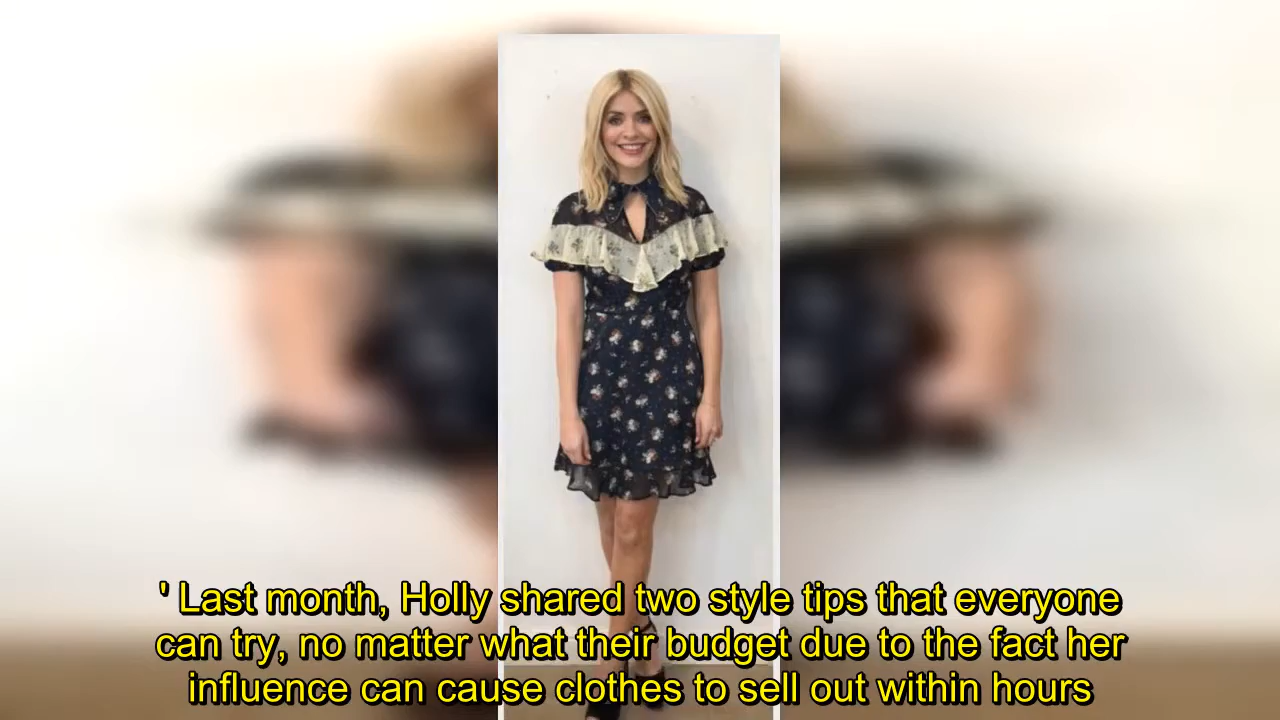 ' Last month, Holly shared two style tips that everyone
can try, no matter what their budget due to the fact her
influence can cause clothes to sell out within hours